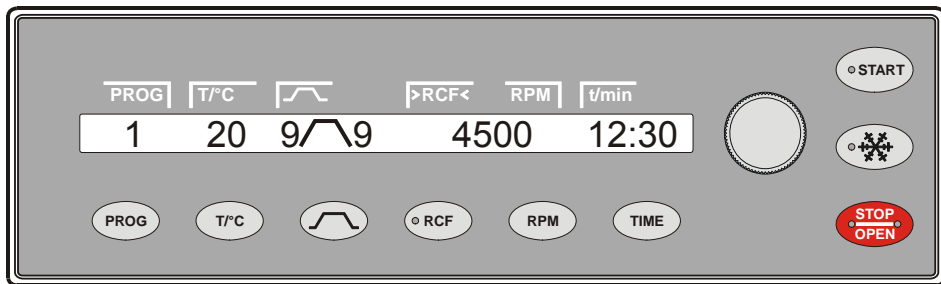 PROG T/°C >RCF< RPM t/min
1 20 9 9 4500 12:30
PROG T/°C RCF RPM TIME
START
STOP
OPEN